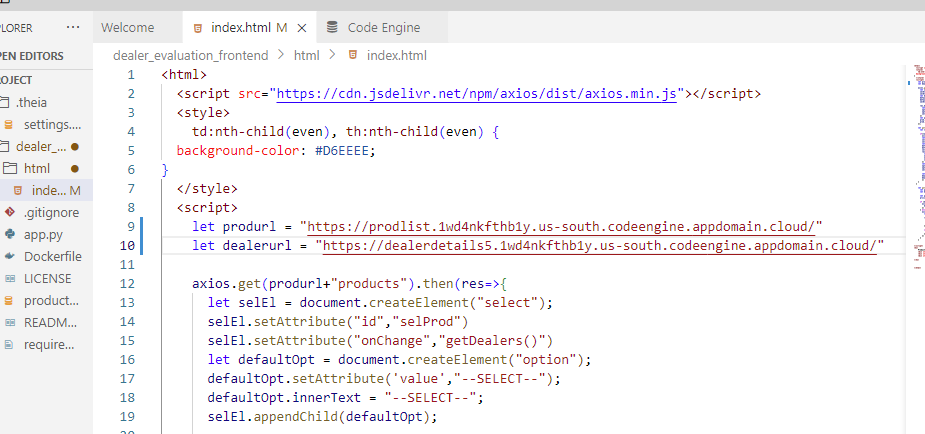 PLORER ...
Welcome
index.html M ×
Code Engine
PEN EDITORS
dealer_evaluation_frontend > html > index.html
ROJECT
.theia
settings....
dealer_...
html
inde... M
.gitignore
app.py
Dockerfile
LICENSE
product...
READM...
require...
1 <html>
2 <script src="https://cdn.jsdelivr.net/npm/axios/dist/axios.min.js"></script>
3 <style>
4 td:nth-child(even), th:nth-child(even) {
5 background-color: #D6EEEE;
6 }
7 </style>
8 <script>
9 let produrl = "https://prodlist.1wd4nkfthb1y.us-south.codeengine.appdomain.cloud/"
10 let dealerurl = "https://dealerdetails5.1wd4nkfthb1y.us-south.codeengine.appdomain.cloud/"
11
12 axios.get(produrl+"products").then(res=>{
13 let selEl = document.createElement("select");
14 selEl.setAttribute("id","selProd")
15 selEl.setAttribute("onChange","getDealers()")
16 let defaultOpt = document.createElement("option");
17 defaultOpt.setAttribute('value',"--SELECT--");
18 defaultOpt.innerText = "--SELECT--";
19 selEl.appendChild(defaultOpt);